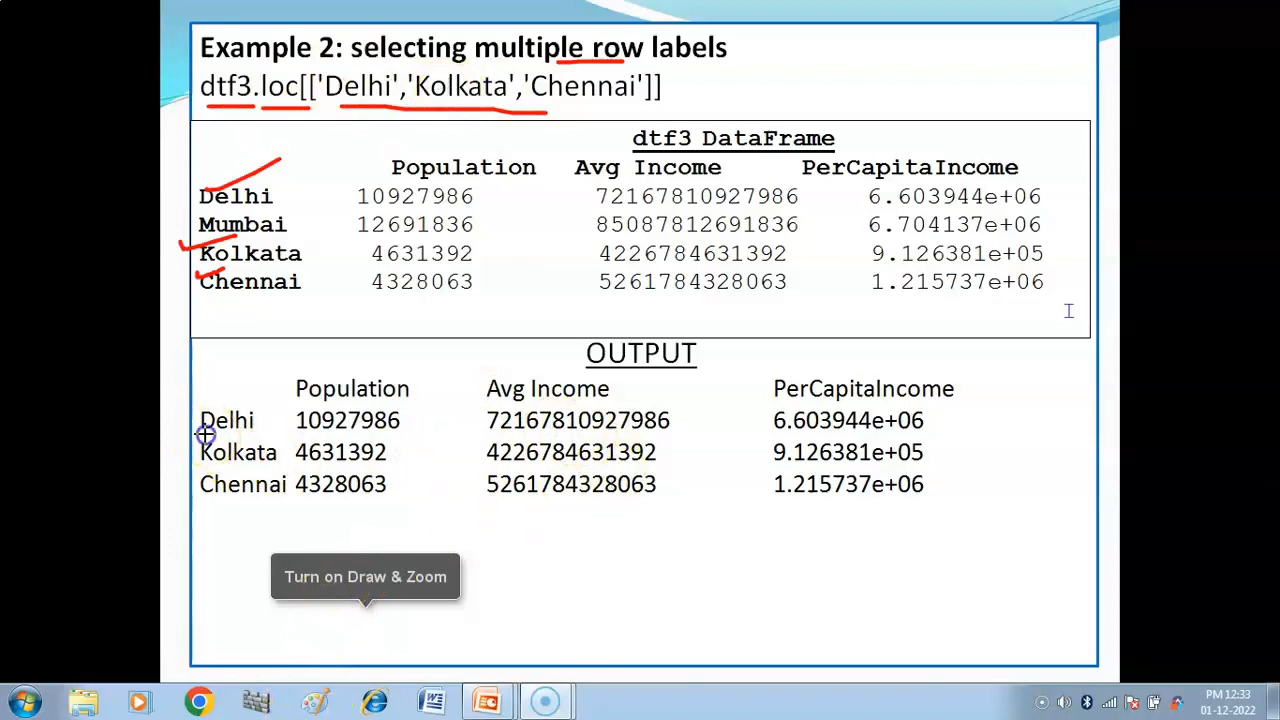 Example 2: selecting multiple row labels
dtf3.loc[['Delhi','Kolkata','Chennai']]
dtf3 DataFrame
Population Avg Income PerCapitaIncome
Delhi 10927986 72167810927986 6.603944e+06
Mumbai 12691836 85087812691836 6.704137e+06
Kolkata 4631392 4226784631392 9.126381e+05
Chennai 4328063 5261784328063 1.215737e+06
OUTPUT
Population Avg Income PerCapitaIncome
Delhi 10927986 72167810927986 6.603944e+06
Kolkata 4631392 4226784631392 9.126381e+05
Chennai 4328063 5261784328063 1.215737e+06
Turn on Draw & Zoom
PM 12:33
01-12-2022